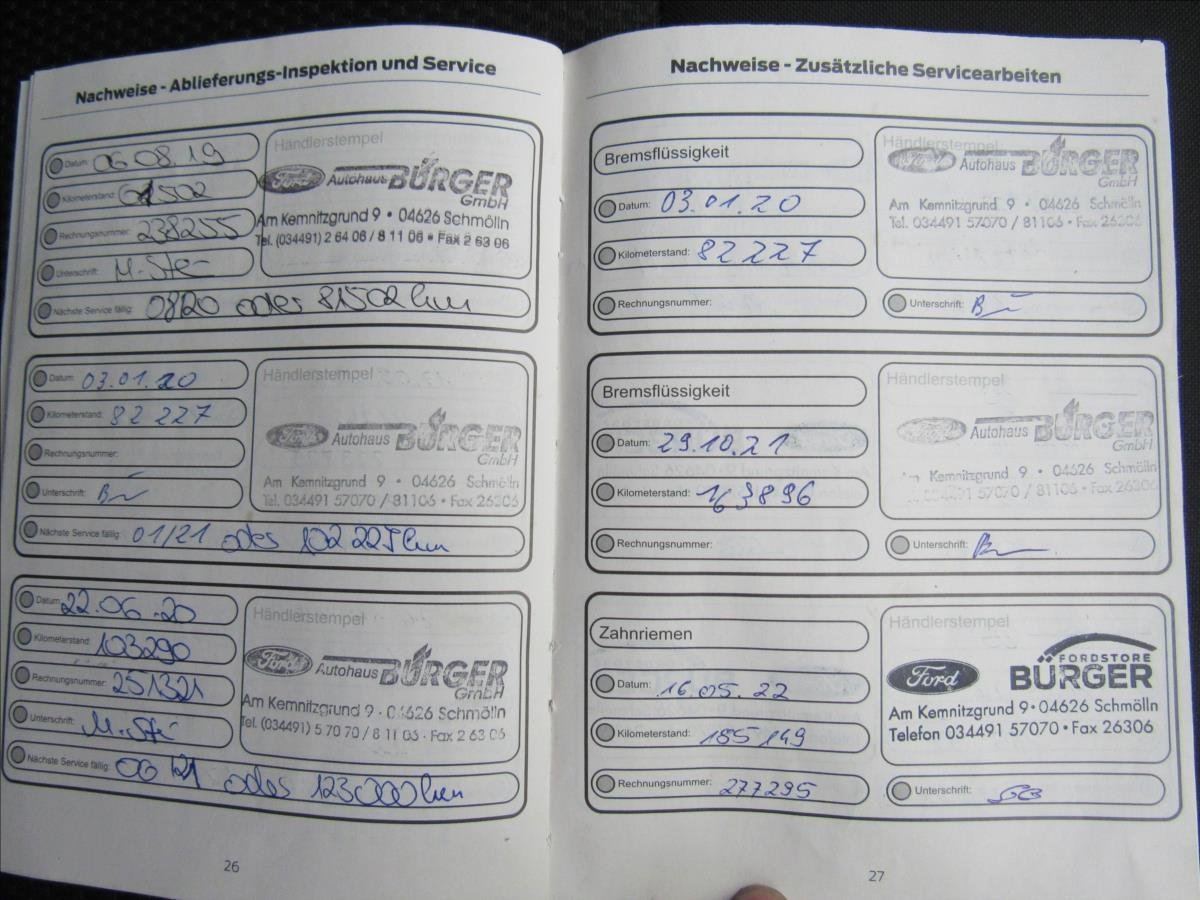 Nachweise - Ablieferungs-Inspektion und Service
Datum: 06.08.19
Kilometerstand: 61502
Rechnungsnummer: 238255
Unterschrift: M. Ste
Nächste Service fällig: 08/20 oder 81502 km
Händlerstempel
Ford Autohaus BÜRGER
GmbH
Am Kemnitzgrund 9 • 04626 Schmölln
Tel. (034491) 2 64 06 / 8 11 06 • Fax 2 63 06
Datum: 03.01.20
Kilometerstand: 82 227
Rechnungsnummer:
Unterschrift:
Nächste Service fällig: 01/21 oder 102 227 km
Händlerstempel
Ford Autohaus BÜRGER
GmbH
Am Kemnitzgrund 9 • 04626 Schmölln
Tel. 034491 57070 / 81106 • Fax 26306
Datum: 22.06.20
Kilometerstand: 103290
Rechnungsnummer: 251321
Unterschrift: M. Ste
Nächste Service fällig: 06/21 oder 123000 km
Händlerstempel
Ford Autohaus BÜRGER
GmbH
Am Kemnitzgrund 9 • 04626 Schmölln
Tel. (034491) 5 70 70 / 8 11 06 • Fax 2 63 06
26
Nachweise - Zusätzliche Servicearbeiten
Bremsflüssigkeit
Datum: 03.01.20
Kilometerstand: 82 227
Rechnungsnummer:
Händlerstempel
Ford Autohaus BÜRGER
GmbH
Am Kemnitzgrund 9 • 04626 Schmölln
Tel. 034491 57070 / 81106 • Fax 26306
Unterschrift:
Bremsflüssigkeit
Datum: 29.10.21
Kilometerstand: 163896
Rechnungsnummer:
Händlerstempel
Ford Autohaus BÜRGER
GmbH
Am Kemnitzgrund 9 • 04626 Schmölln
57070 / 81106 • Fax 26306
Unterschrift:
Zahnriemen
Datum: 16.05.22
Kilometerstand: 185149
Rechnungsnummer: 277295
Händlerstempel
Ford FORDSTORE
BÜRGER
Am Kemnitzgrund 9 • 04626 Schmölln
Telefon 034491 57070 • Fax 26306
Unterschrift:
27